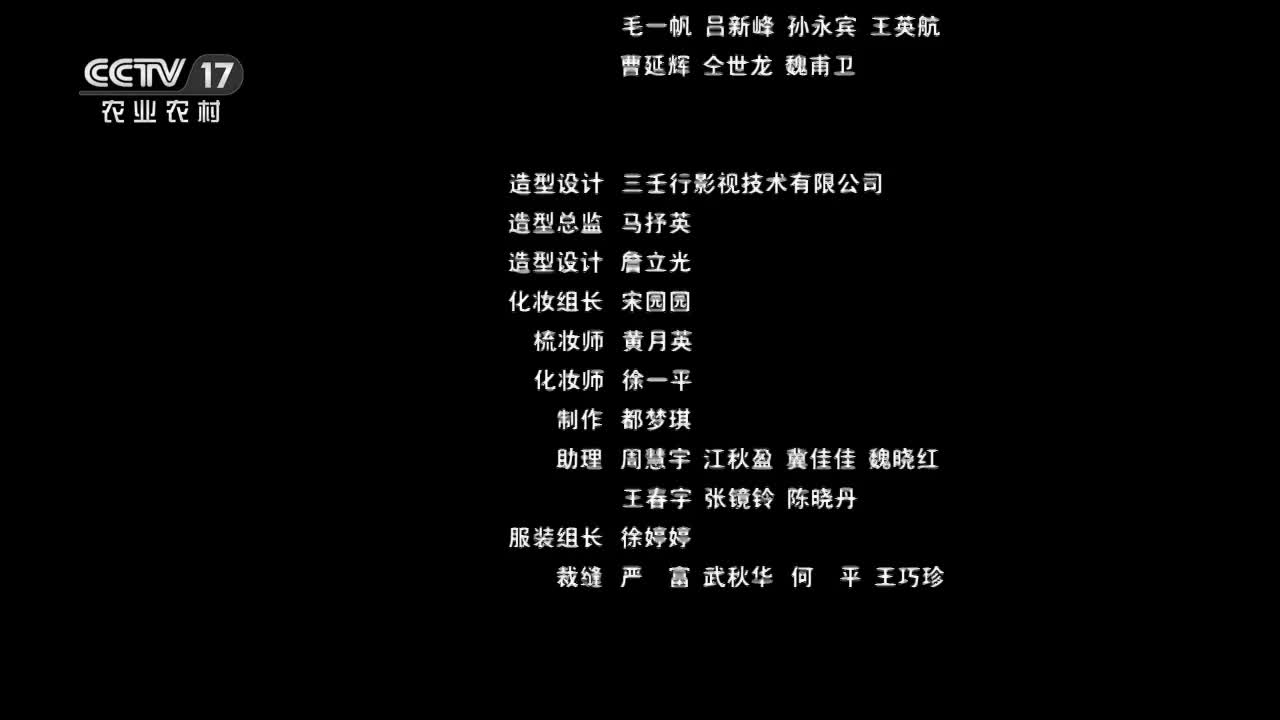 毛一帆 吕新峰 孙永宾 王英航
曹延辉 仝世龙 魏甫卫
CCTV 17
农业农村
造型设计 三壬行影视技术有限公司
造型总监 马抒英
造型设计 詹立光
化妆组长 宋园园
梳妆师 黄月英
化妆师 徐一平
制作 都梦琪
助理 周慧宇 江秋盈 冀佳佳 魏晓红
王春宇 张镜铃 陈晓丹
服装组长 徐婷婷
裁缝 严 富 武秋华 何 平 王巧珍